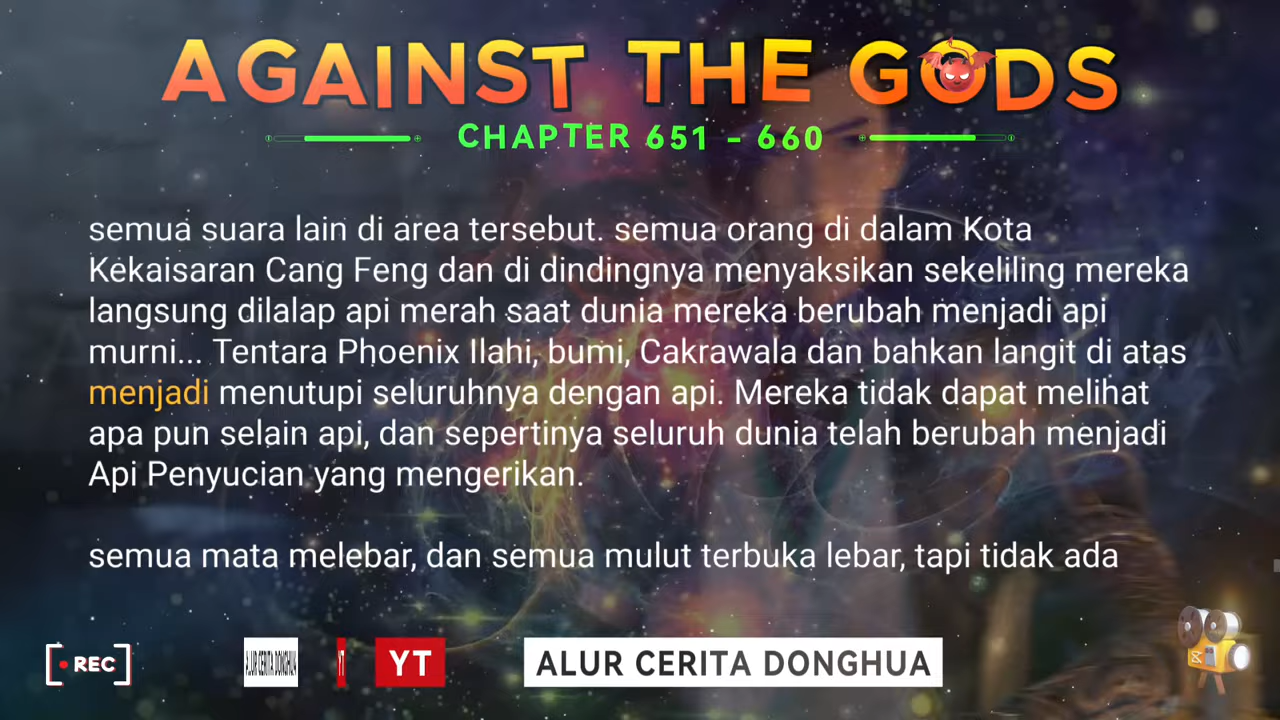 AGAINST THE GODS
CHAPTER 651 - 660
semua suara lain di area tersebut. semua orang di dalam Kota
Kekaisaran Cang Feng dan di dindingnya menyaksikan sekeliling mereka
langsung dilalap api merah saat dunia mereka berubah menjadi api
murni... Tentara Phoenix Ilahi, bumi, Cakrawala dan bahkan langit di atas
menjadi menutupi seluruhnya dengan api. Mereka tidak dapat melihat
apa pun selain api, dan sepertinya seluruh dunia telah berubah menjadi
Api Penyucian yang mengerikan.
semua mata melebar, dan semua mulut terbuka lebar, tapi tidak ada
REC ALUR CERITA DONGHUA YT YT ALUR CERITA DONGHUA